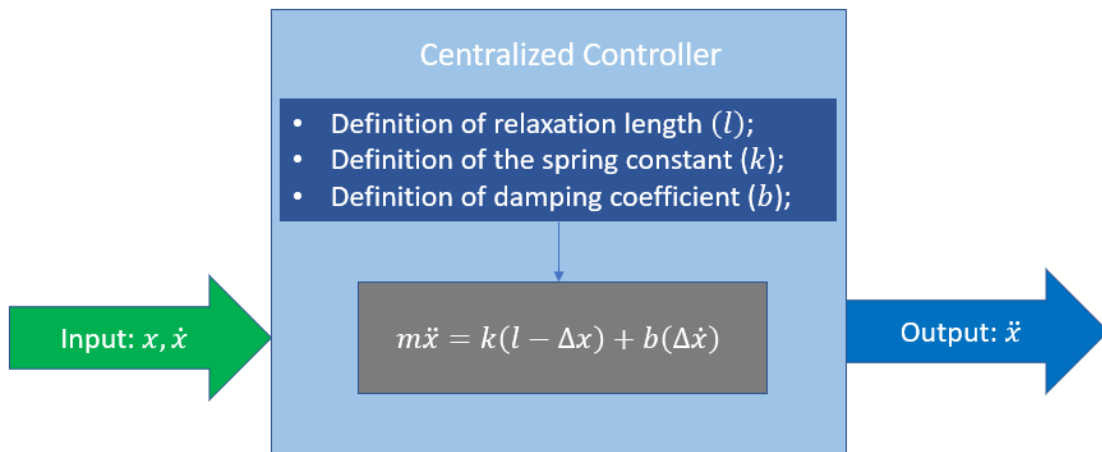 Centralized Controller
• Definition of relaxation length (l);
• Definition of the spring constant (k);
• Definition of damping coefficient (b);
Input: x, ẋ
mẍ = k(l − Δx) + b(Δẋ)
Output: ẍ